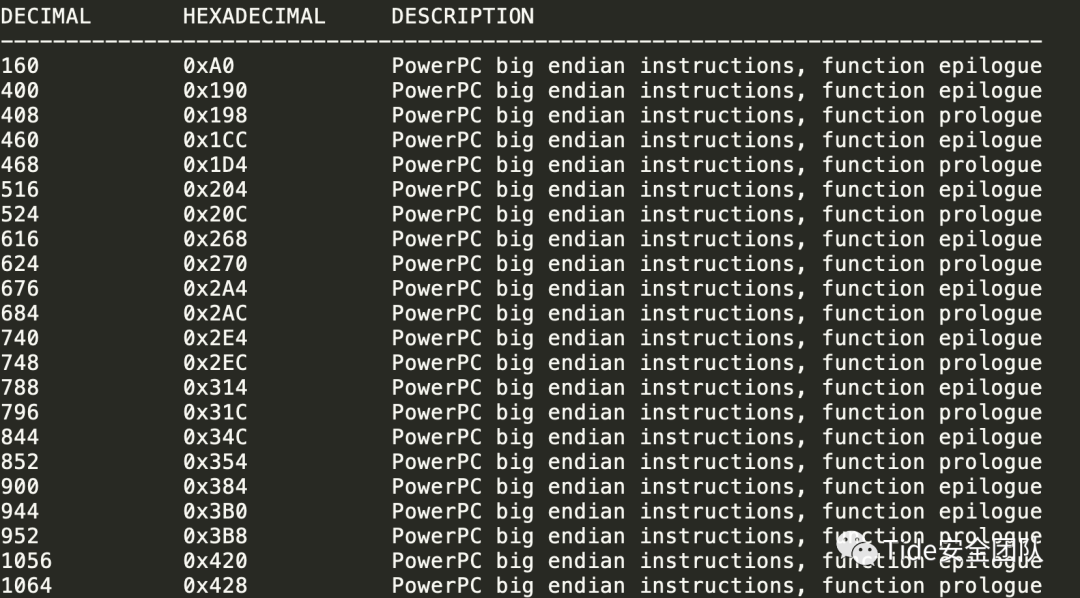 DECIMAL HEXADECIMAL DESCRIPTION
--------------------------------------------------------------------------------
160 0xA0 PowerPC big endian instructions, function epilogue
400 0x190 PowerPC big endian instructions, function epilogue
408 0x198 PowerPC big endian instructions, function prologue
460 0x1CC PowerPC big endian instructions, function epilogue
468 0x1D4 PowerPC big endian instructions, function prologue
516 0x204 PowerPC big endian instructions, function epilogue
524 0x20C PowerPC big endian instructions, function prologue
616 0x268 PowerPC big endian instructions, function epilogue
624 0x270 PowerPC big endian instructions, function prologue
676 0x2A4 PowerPC big endian instructions, function epilogue
684 0x2AC PowerPC big endian instructions, function prologue
740 0x2E4 PowerPC big endian instructions, function epilogue
748 0x2EC PowerPC big endian instructions, function prologue
788 0x314 PowerPC big endian instructions, function epilogue
796 0x31C PowerPC big endian instructions, function prologue
844 0x34C PowerPC big endian instructions, function epilogue
852 0x354 PowerPC big endian instructions, function prologue
900 0x384 PowerPC big endian instructions, function epilogue
944 0x3B0 PowerPC big endian instructions, function epilogue
952 0x3B8 PowerPC big endian instructions, function prologue
Tide安全团队
1056 0x420 PowerPC big endian instructions, function epilogue
1064 0x428 PowerPC big endian instructions, function prologue